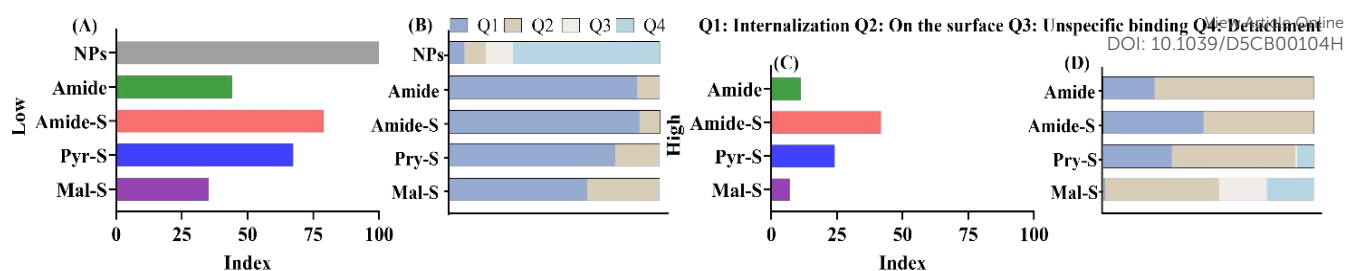 (A)
Low
NPs
Amide
Amide-S
Pyr-S
Mal-S
0 25 50 75 100
Index
(B) Q1 Q2 Q3 Q4
NPs
Amide
Amide-S
Pry-S
Mal-S
Q1: Internalization Q2: On the surface Q3: Unspecific binding Q4: Detachment
View Article Online
DOI: 10.1039/D5CB00104H
(C)
High
Amide
Amide-S
Pyr-S
Mal-S
0 25 50 75 100
Index
(D)
Amide
Amide-S
Pry-S
Mal-S